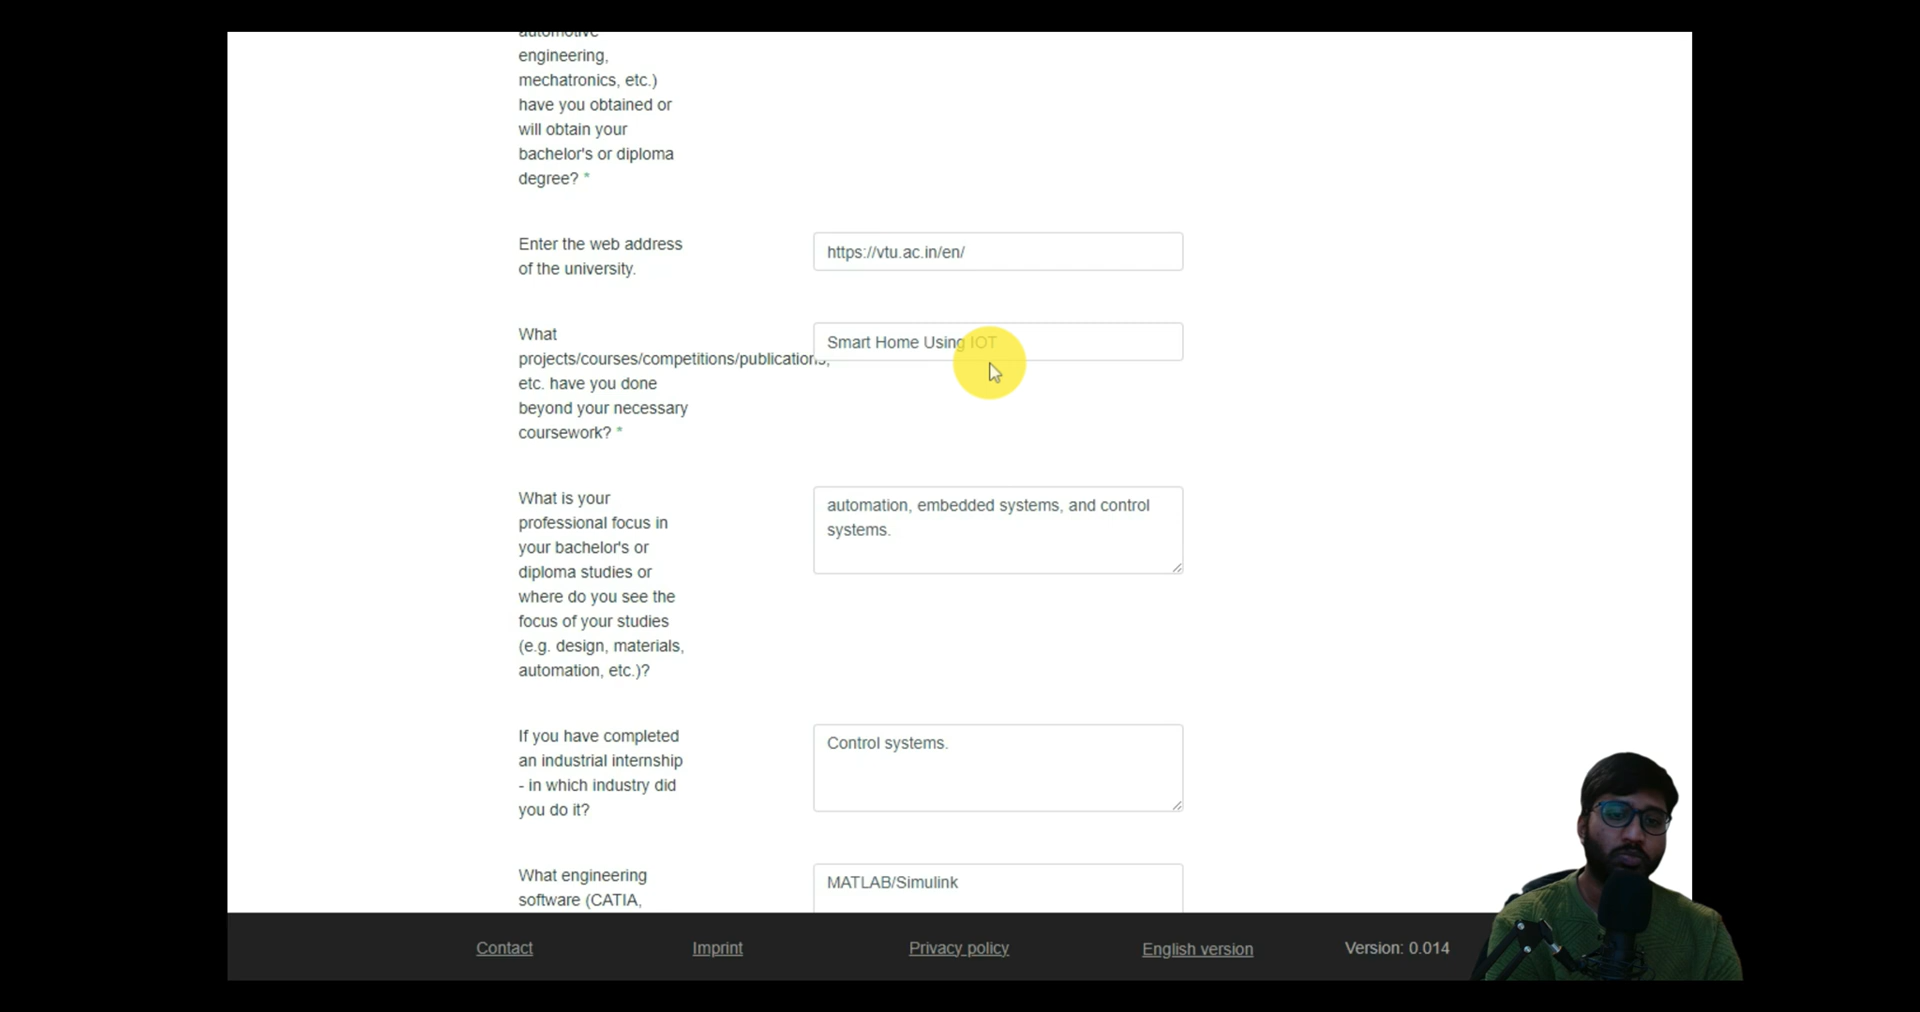 automotive
engineering,
mechatronics, etc.)
have you obtained or
will obtain your
bachelor's or diploma
degree? *
Enter the web address
of the university.
https://vtu.ac.in/en/
What
projects/courses/competitions/publications,
etc. have you done
beyond your necessary
coursework? *
Smart Home Using IOT
What is your
professional focus in
your bachelor's or
diploma studies or
where do you see the
focus of your studies
(e.g. design, materials,
automation, etc.)?
automation, embedded systems, and control
systems.
If you have completed
an industrial internship
- in which industry did
you do it?
Control systems.
What engineering
software (CATIA,
MATLAB/Simulink
Contact
Imprint
Privacy policy
English version
Version: 0.014